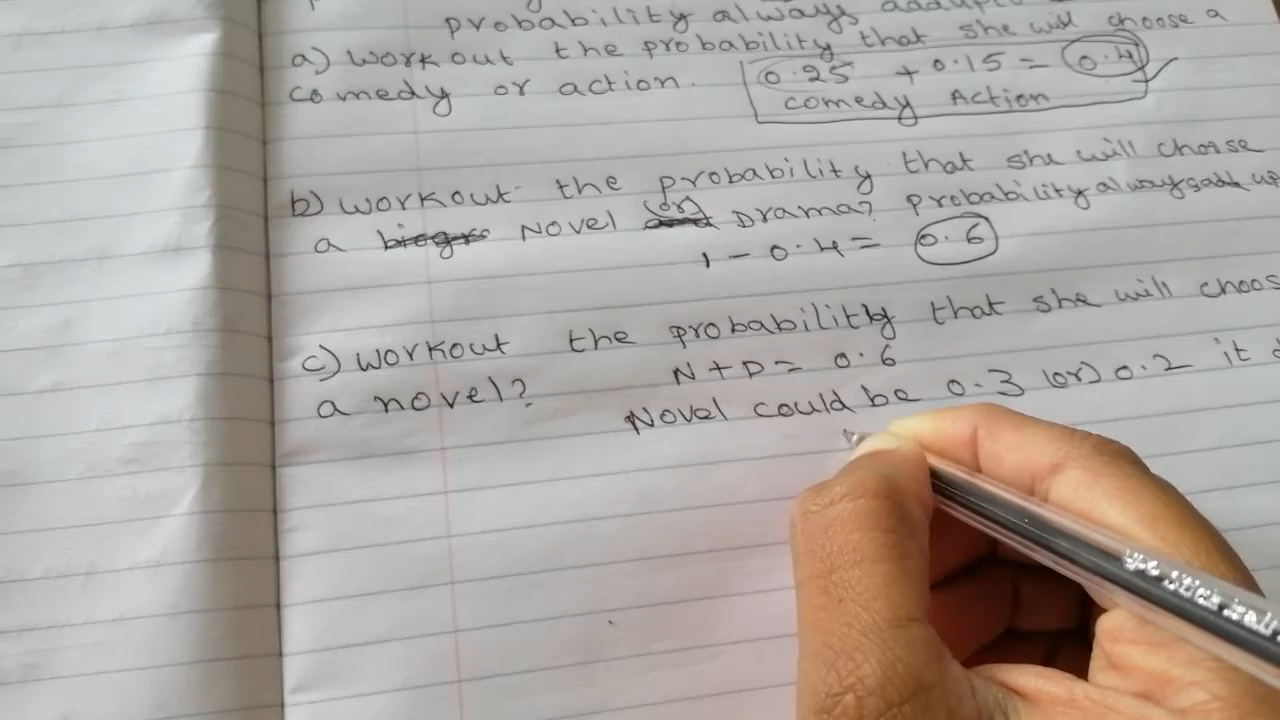 probability always
a) workout the probability that she will choose a
comedy or action. 0.25 + 0.15 = 0.4
comedy Action
b) workout the probability that she will choose
a Novel (or) Drama? probability always add up
1 - 0.4 = 0.6
c) workout the probability that she will choos
a novel? N+D = 0.6
Novel could be 0.3 (or) 0.2 it